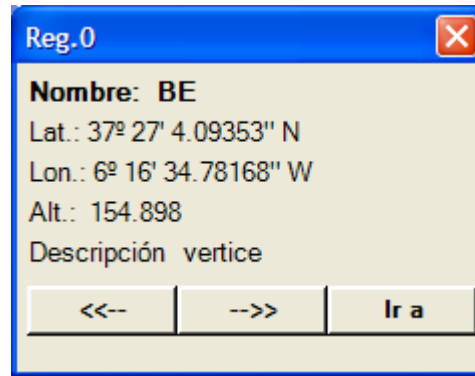 Reg.0
Nombre: BE
Lat.: 37º 27' 4.09353" N
Lon.: 6º 16' 34.78168" W
Alt.: 154.898
Descripción vertice
<<-- -->> Ir a